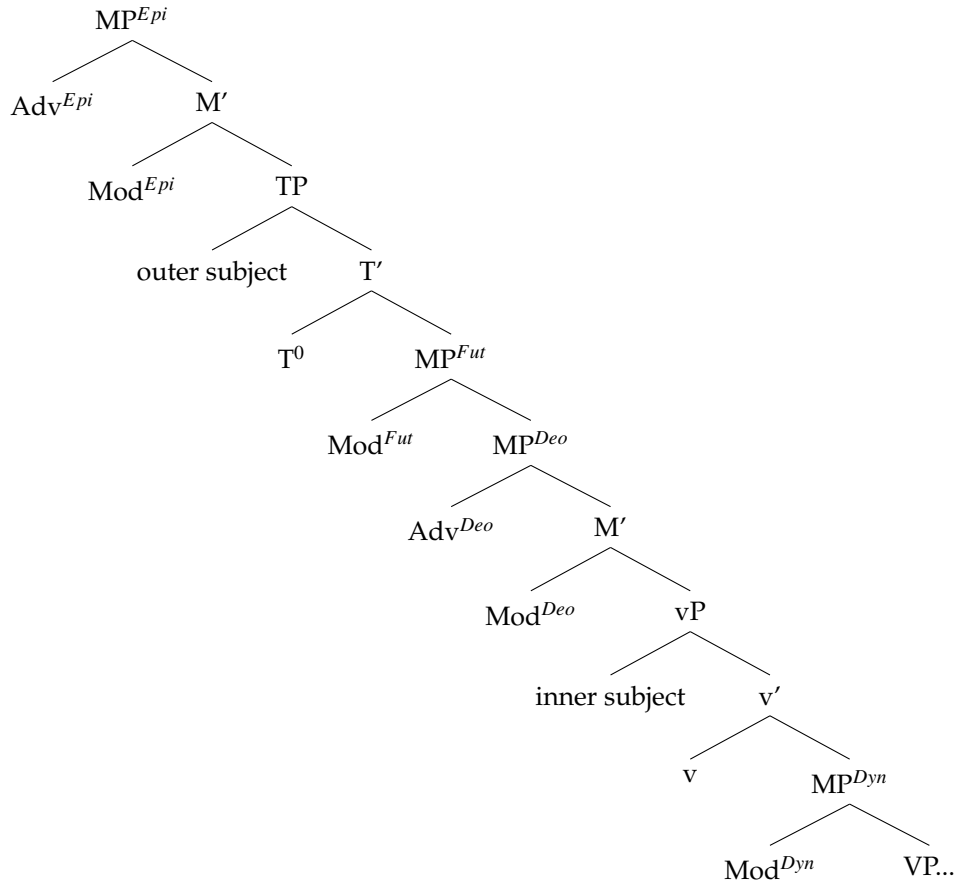 MP^Epi
Adv^Epi M’
Mod^Epi TP
outer subject T’
T^0 MP^Fut
Mod^Fut MP^Deo
Adv^Deo M’
Mod^Deo vP
inner subject v’
v MP^Dyn
Mod^Dyn VP...